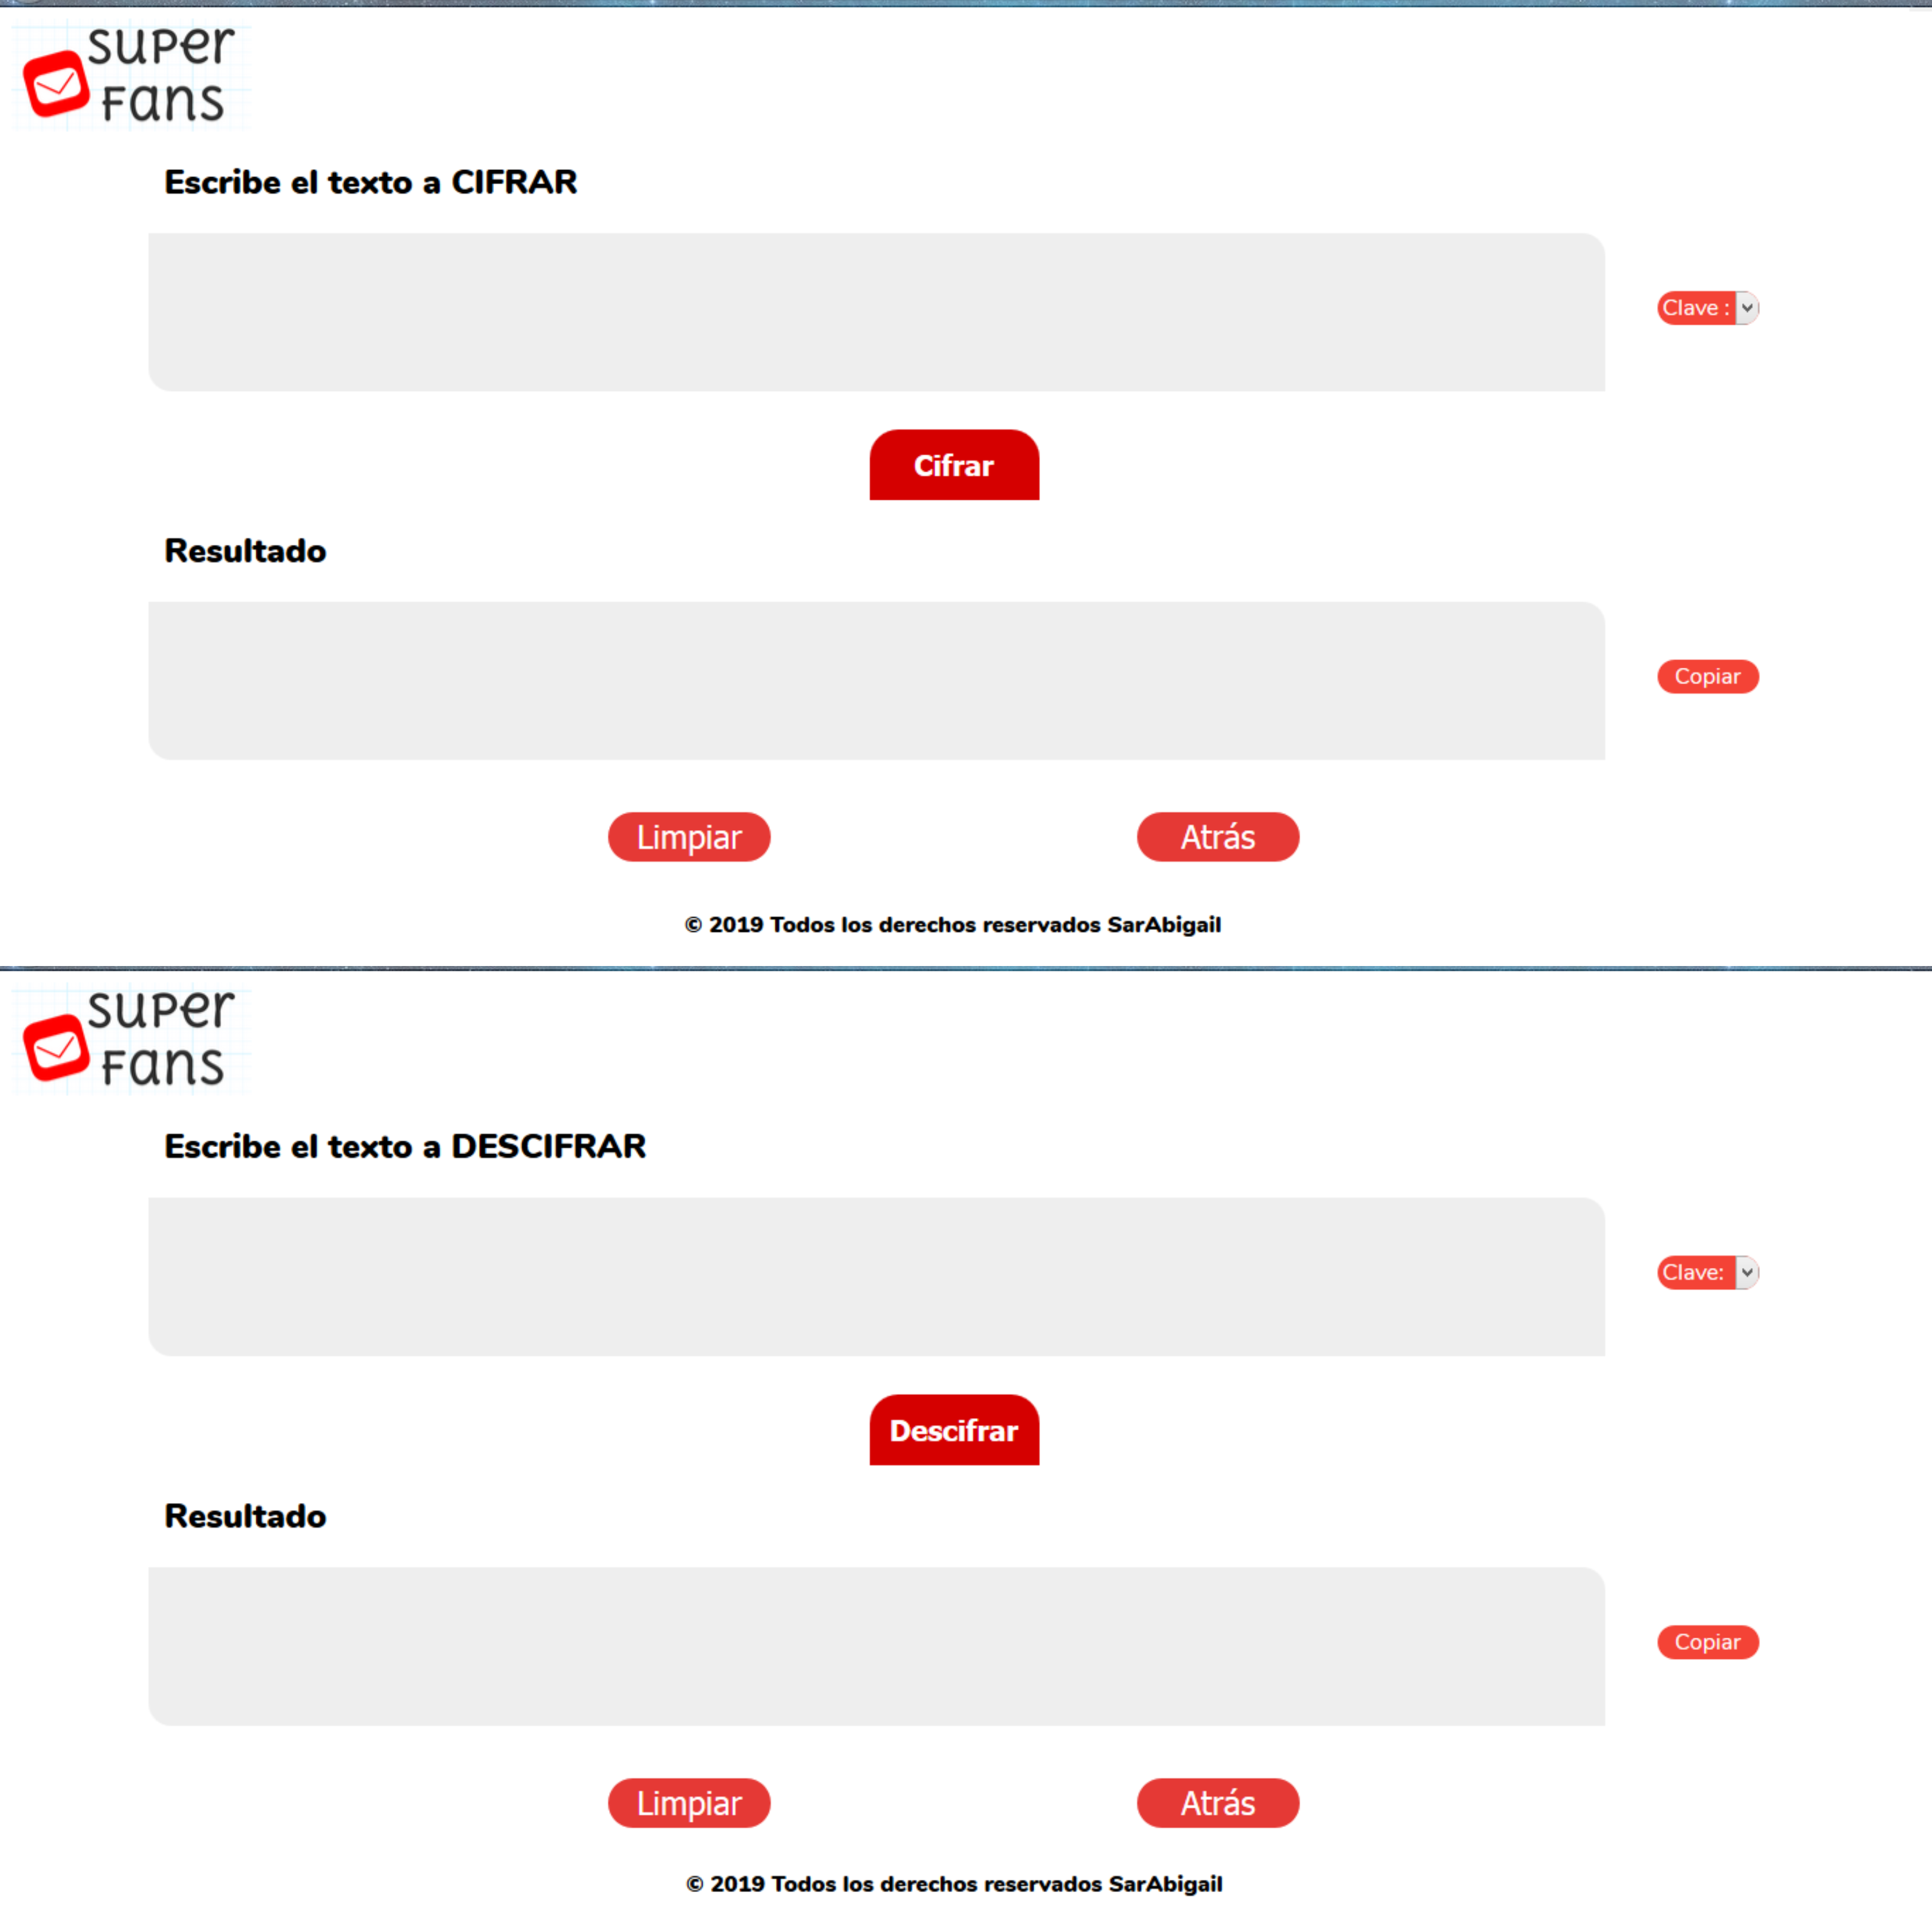 super
Fans
Escribe el texto a CIFRAR
Clave :
Cifrar
Resultado
Copiar
Limpiar Atrás
© 2019 Todos los derechos reservados SarAbigail
super
Fans
Escribe el texto a DESCIFRAR
Clave:
Descifrar
Resultado
Copiar
Limpiar Atrás
© 2019 Todos los derechos reservados SarAbigail